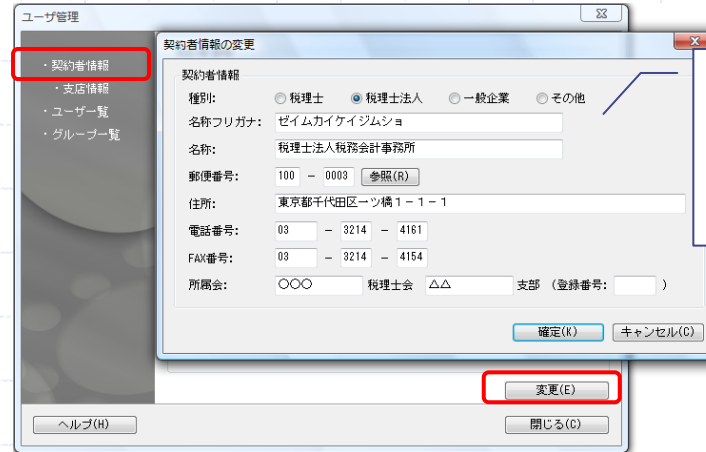 ユーザ管理
・契約者情報
・支店情報
・ユーザー覧
・グループ一覧
契約者情報の変更
契約者情報
種別: 税理士 税理士法人 一般企業 その他
名称フリガナ: ゼイムカイケイジムショ
名称: 税理士法人税務会計事務所
郵便番号: 100 - 0003 参照(R)
住所: 東京都千代田区一ツ橋1-1-1
電話番号: 03 - 3214 - 4161
FAX番号: 03 - 3214 - 4154
所属会: ○○○ 税理士会 △△ 支部 (登録番号: )
確定(K) キャンセル(C)
変更(E)
ヘルプ(H) 閉じる(C)